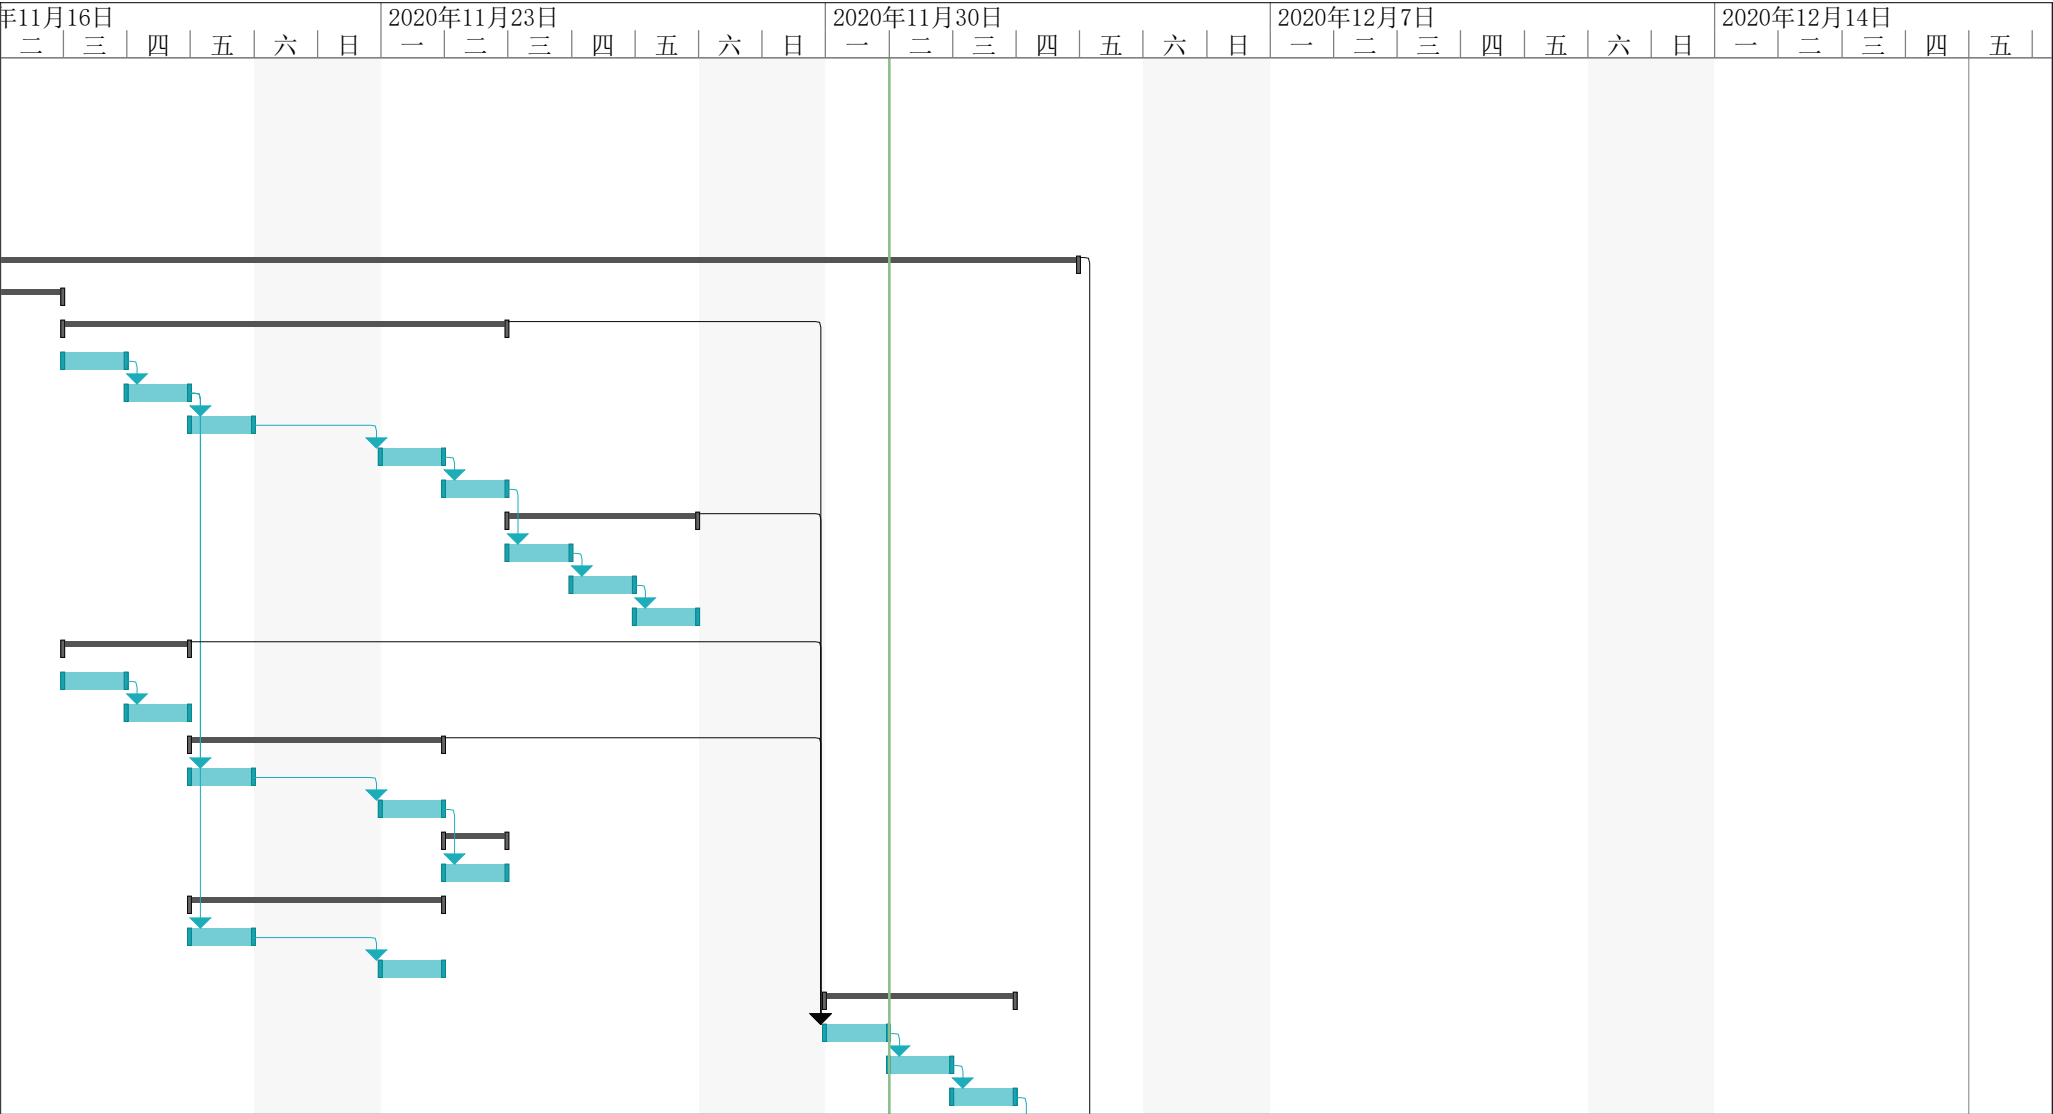 年11月16日 2020年11月23日 2020年11月30日 2020年12月7日 2020年12月14日
二 三 四 五 六 日 一 二 三 四 五 六 日 一 二 三 四 五 六 日 一 二 三 四 五 六 日 一 二 三 四 五